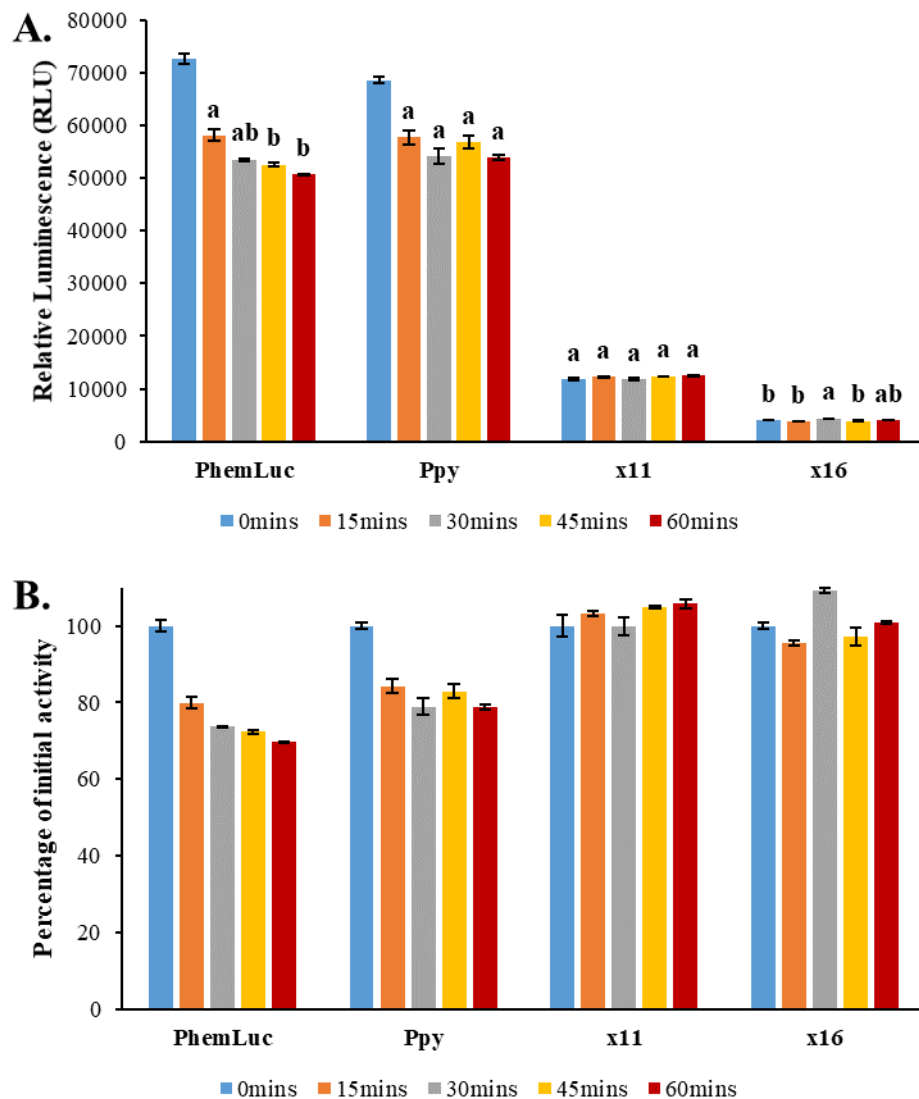 A.
Relative Luminescence (RLU)
80000
70000
60000
50000
40000
30000
20000
10000
0
a
ab
b
b
a
a
a
a
a
a
a
a
a
b
b
a
b
ab
PhemLuc
Ppy
x11
x16
0mins 15mins 30mins 45mins 60mins
B.
Percentage of initial activity
100
80
60
40
20
0
PhemLuc
Ppy
x11
x16
0mins 15mins 30mins 45mins 60mins